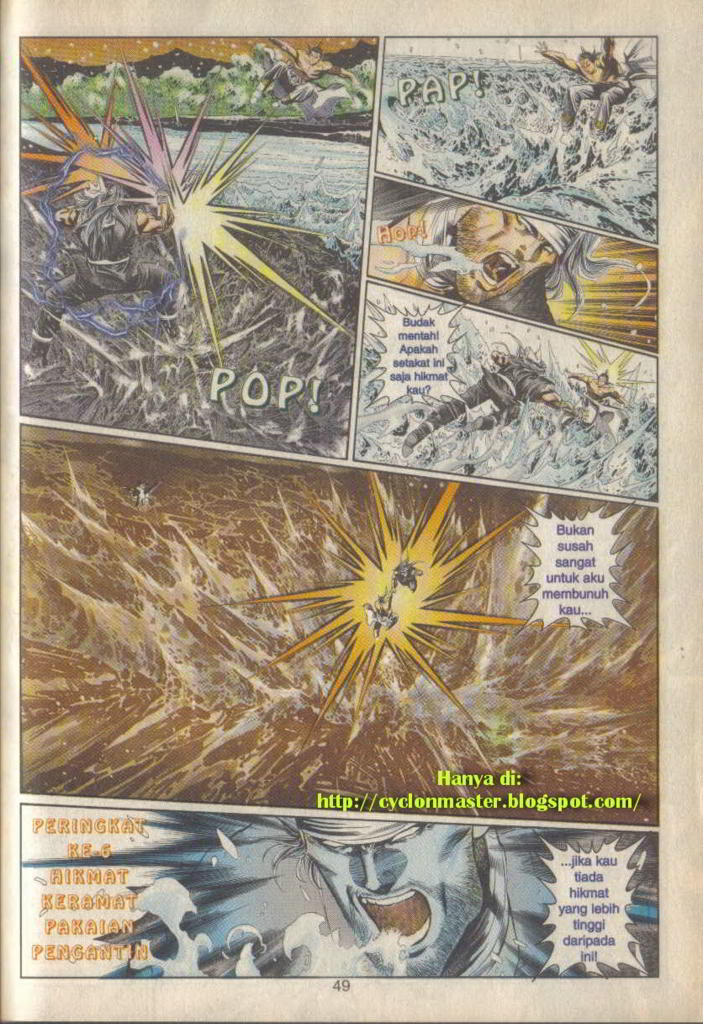 POP!
PAP!
HOP!
Budak
mentah!
Apakah
setakat ini
saja hikmat
kau?
Bukan
susah
sangat
untuk aku
membunuh
kau...
Hanya di:
http://cyclonmaster.blogspot.com/
PERINGKAT
KE-6
HIKMAT
KERAMAT
PAKAIAN
PENGANTIN
...jika kau
tiada
hikmat
yang lebih
tinggi
daripada
ini!
49